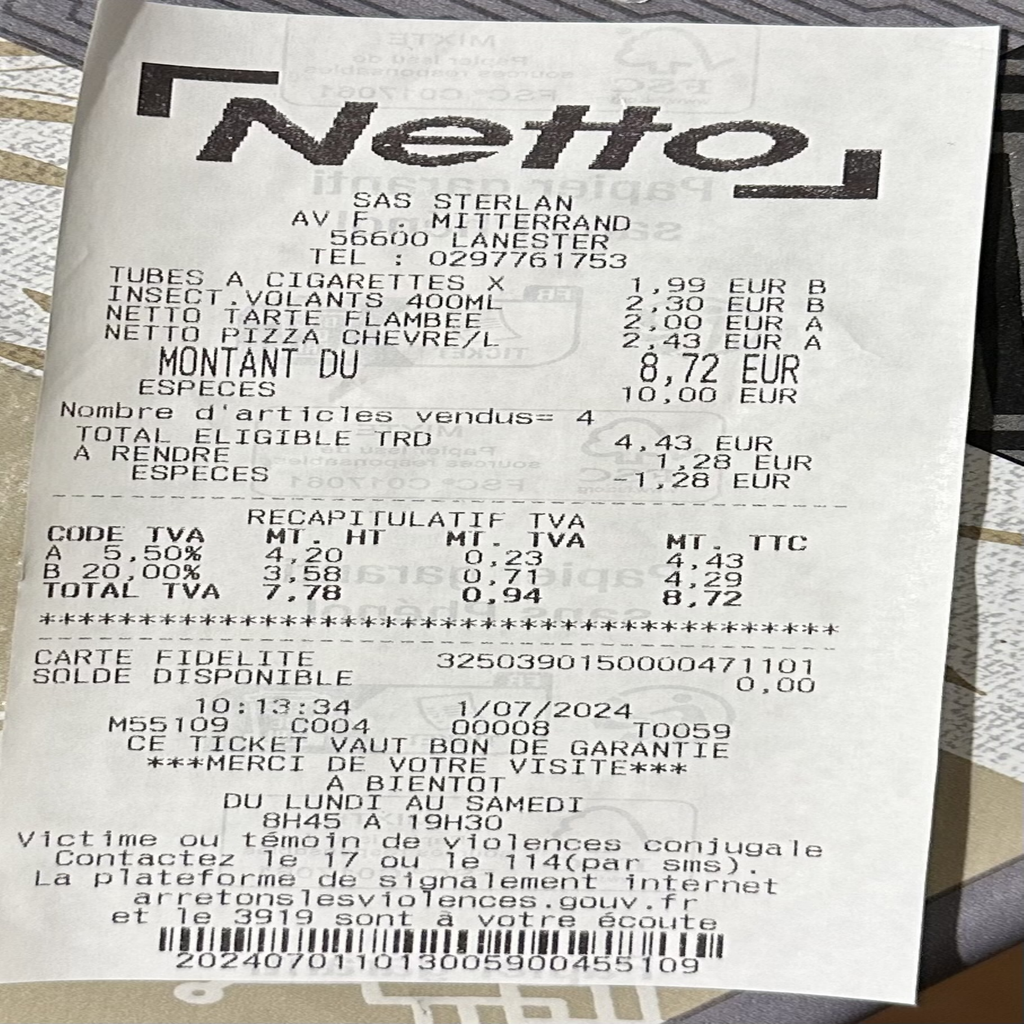 Netto
SAS STERLAN
AV F . MITTERRAND
56600 LANESTER
TEL : 0297761753
TUBES A CIGARETTES X 1,99 EUR B
INSECT.VOLANTS 400ML 2,30 EUR B
NETTO TARTE FLAMBEE 2,00 EUR A
NETTO PIZZA CHEVRE/L 2,43 EUR A
MONTANT DU 8,72 EUR
ESPECES 10,00 EUR
Nombre d'articles vendus= 4
TOTAL ELIGIBLE TRD 4,43 EUR
A RENDRE 1,28 EUR
ESPECES -1,28 EUR
RECAPITULATIF TVA
CODE TVA MT. HT MT. TVA MT. TTC
A 5,50% 4,20 0,23 4,43
B 20,00% 3,58 0,71 4,29
TOTAL TVA 7,78 0,94 8,72
****************************************
CARTE FIDELITE 3250390150000471101
SOLDE DISPONIBLE 0,00
10:13:34 1/07/2024
M55109 C004 00008 T0059
CE TICKET VAUT BON DE GARANTIE
***MERCI DE VOTRE VISITE***
A BIENTOT
DU LUNDI AU SAMEDI
8H45 A 19H30
Victime ou témoin de violences conjugale
Contactez le 17 ou le 114(par sms).
La plateforme de signalement internet
arretonslesviolences.gouv.fr
et le 3919 sont à votre écoute
202407011013005900455109